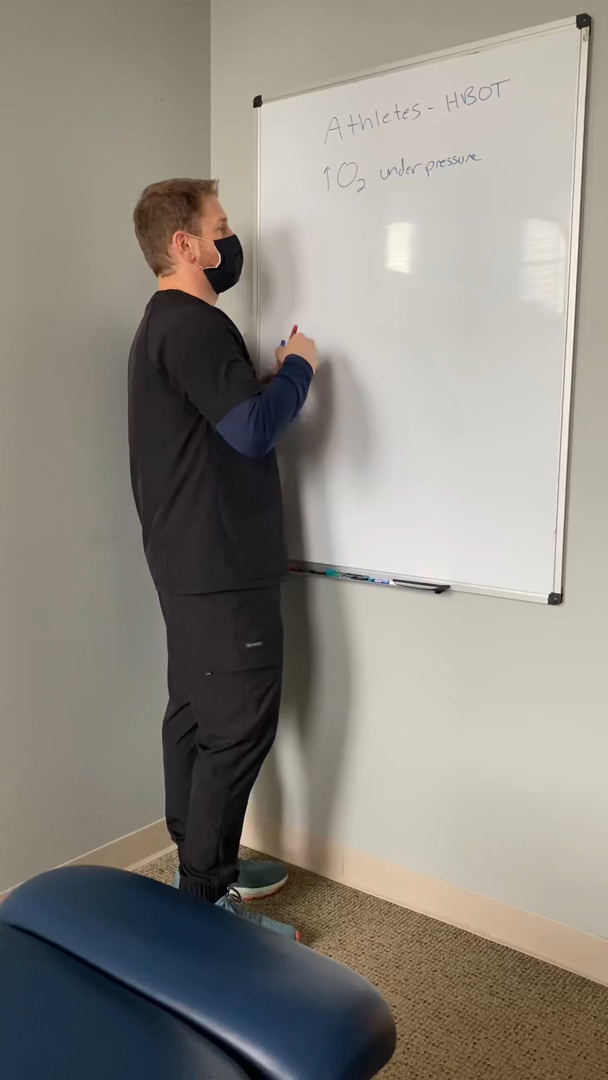 Athletes - HBOT
↑O₂ under pressure